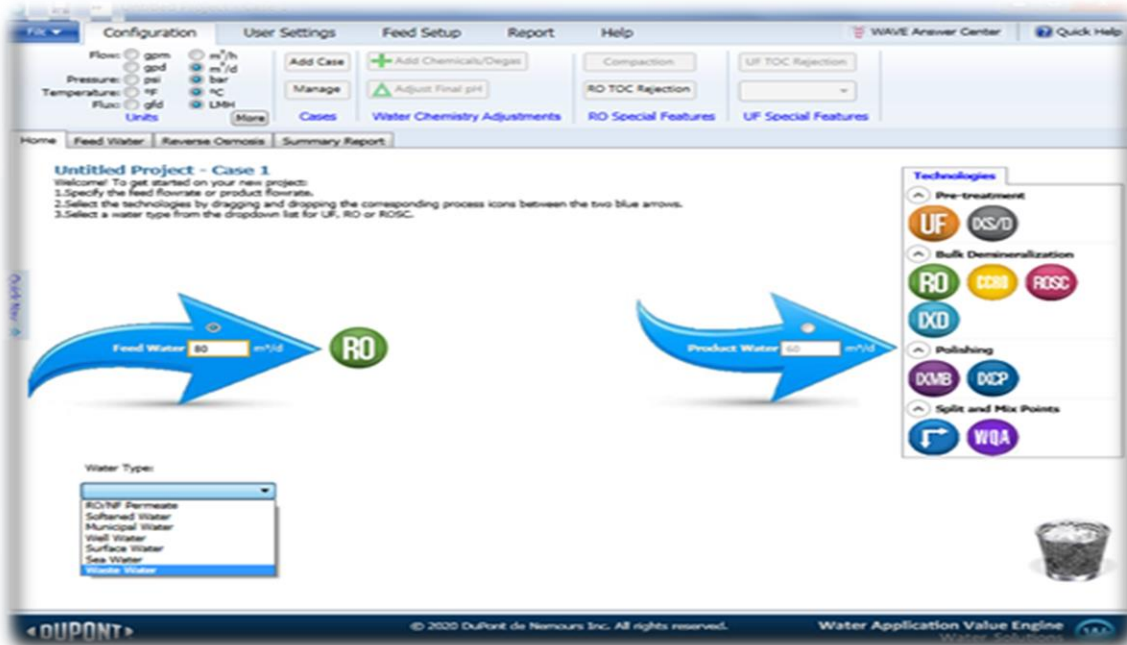 Untitled Project - Case 1
File Configuration User Settings Feed Setup Report Help WAVE Answer Center Quick Help
Flow: gpm m³/h
gpd m³/d
Pressure: psi bar
Temperature: °F °C
Flux: gfd LMH
Units More
Add Case
Manage
Cases
Add Chemicals/Degas
Adjust Final pH
Water Chemistry Adjustments
Compaction
RO TOC Rejection
RO Special Features
UF TOC Rejection
UF Special Features
Home Feed Water Reverse Osmosis Summary Report
Untitled Project - Case 1
Welcome! To get started on your new project:
1.Specify the feed flowrate or product flowrate.
2.Select the technologies by dragging and dropping the corresponding process icons between the two blue arrows.
3.Select a water type from the dropdown list for UF, RO or ROSC.
Quick Nav
Feed Water 80 m³/d
RO
Product Water 60 m³/d
Technologies
Pre-treatment
UF IXS/D
Bulk Demineralization
RO CCRO ROSC
IXD
Polishing
IXMB IXCP
Split and Mix Points
WQA
Water Type:
RO/NF Permeate
Softened Water
Municipal Water
Well Water
Surface Water
Sea Water
Waste Water
DUPONT
© 2020 DuPont de Nemours Inc. All rights reserved.
Water Application Value Engine
Water Solutions